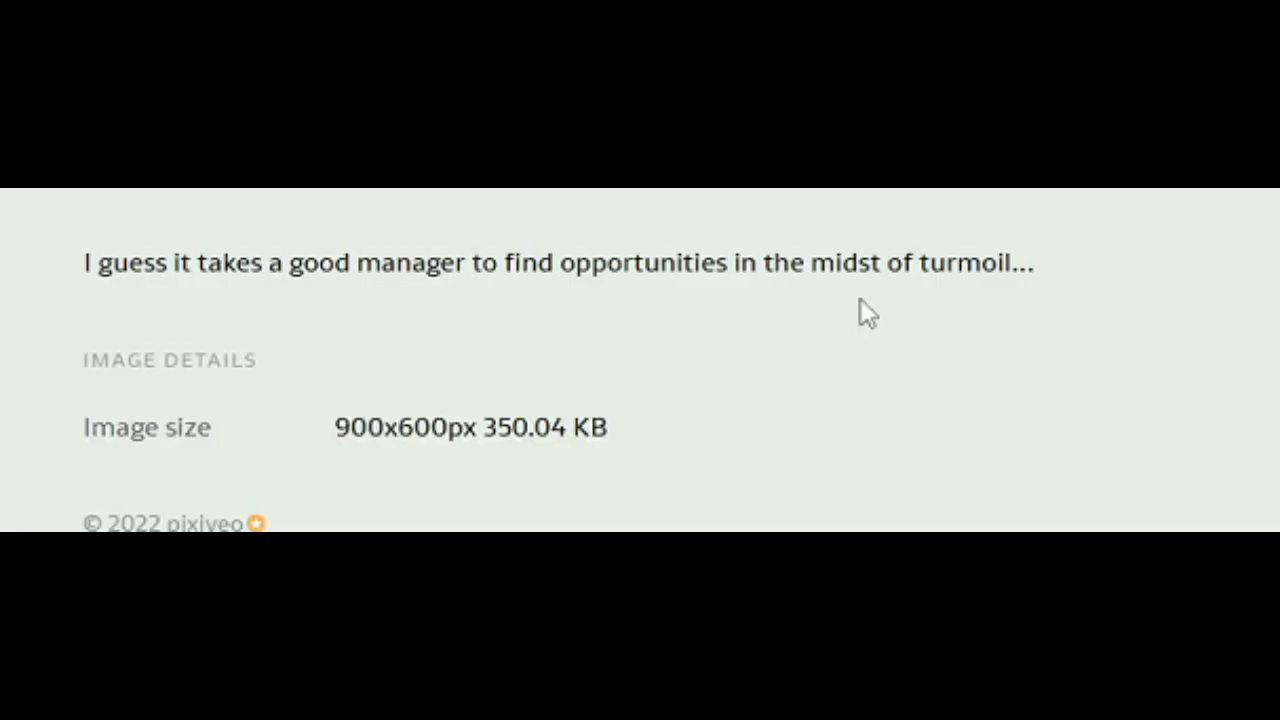 I guess it takes a good manager to find opportunities in the midst of turmoil...
IMAGE DETAILS
Image size 900x600px 350.04 KB
© 2022 pixiveo